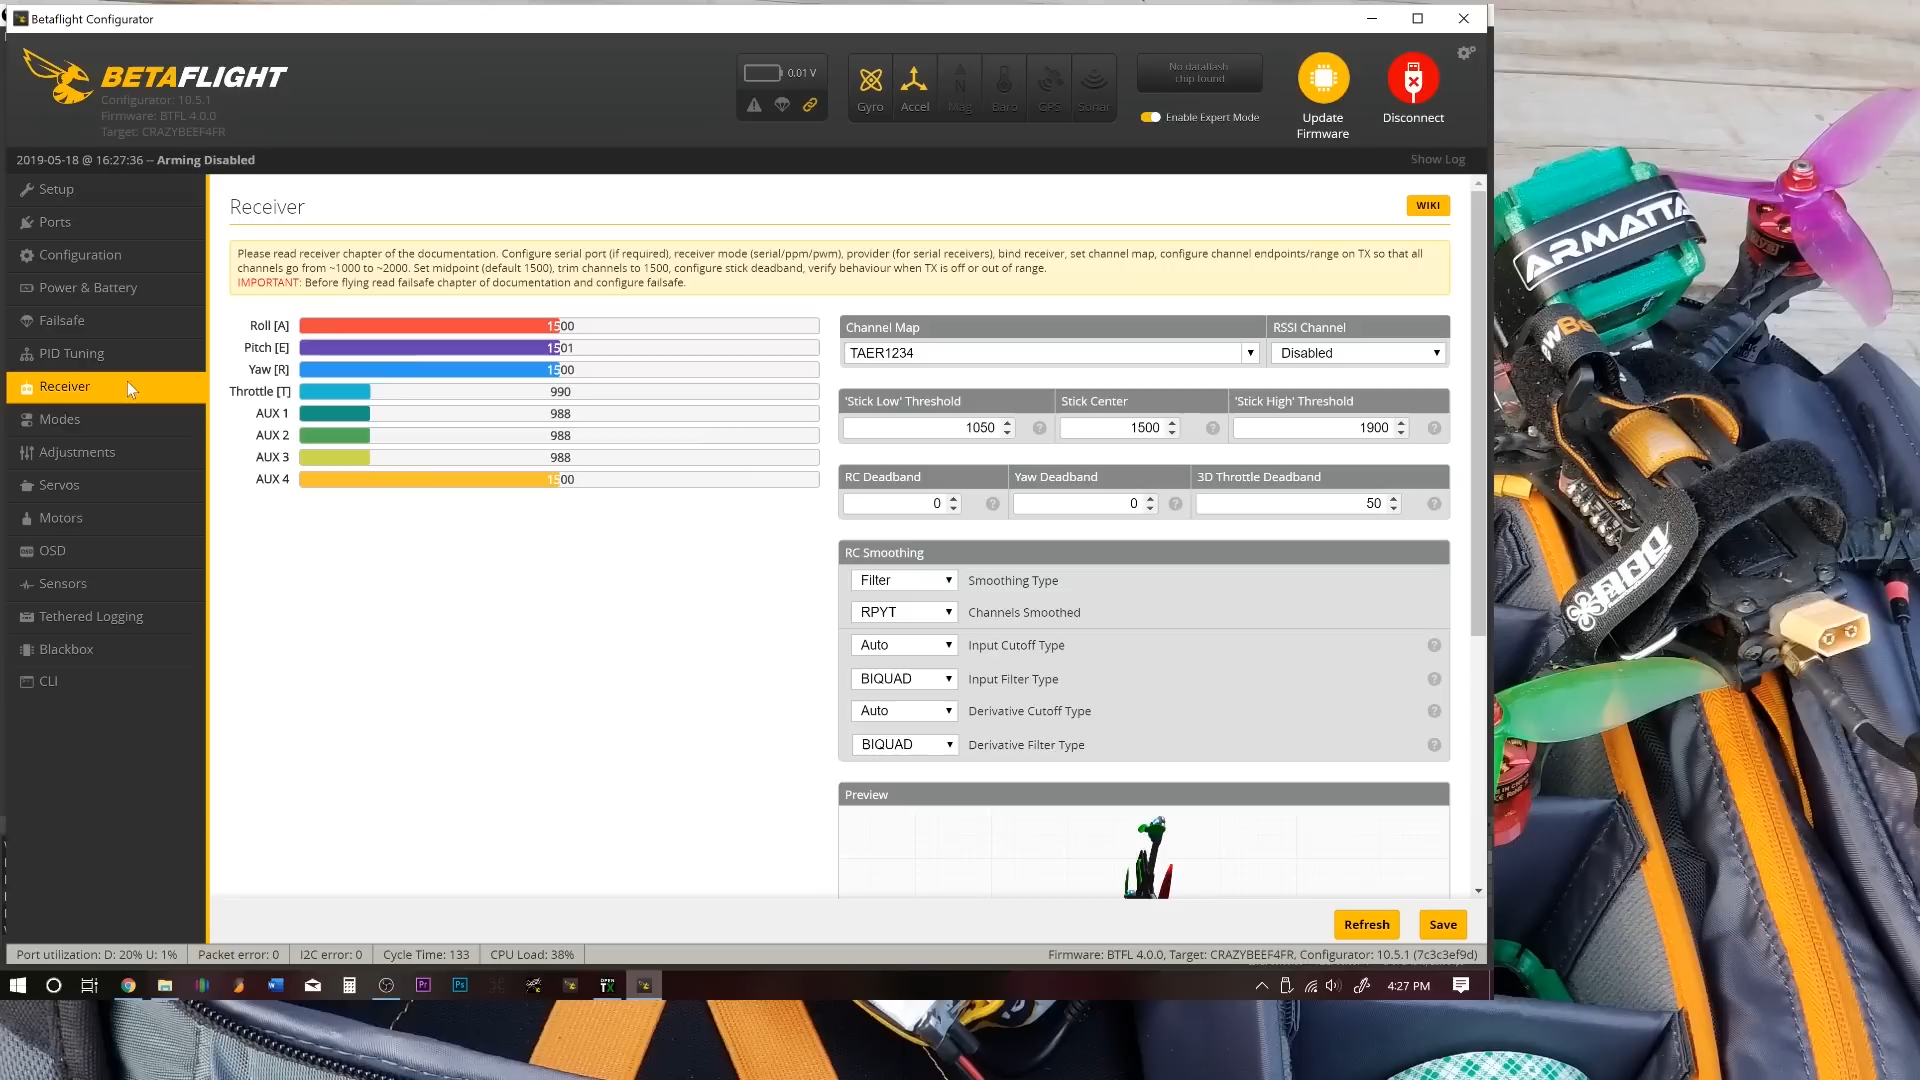 Betaflight Configurator
BETAFLIGHT
Configurator: 10.5.1
Firmware: BTFL 4.0.0
Target: CRAZYBEEF4FR
0.01 V
Gyro
Accel
Mag
Baro
GPS
Sonar
No dataflash
chip found
Enable Expert Mode
Update
Firmware
Disconnect
2019-05-18 @ 16:27:36 -- Arming Disabled
Show Log
Setup
Ports
Configuration
Power & Battery
Failsafe
PID Tuning
Receiver
Modes
Adjustments
Servos
Motors
OSD
Sensors
Tethered Logging
Blackbox
CLI
Receiver
WIKI
Please read receiver chapter of the documentation. Configure serial port (if required), receiver mode (serial/ppm/pwm), provider (for serial receivers), bind receiver, set channel map, configure channel endpoints/range on TX so that all
channels go from ~1000 to ~2000. Set midpoint (default 1500), trim channels to 1500, configure stick deadband, verify behaviour when TX is off or out of range.
IMPORTANT: Before flying read failsafe chapter of documentation and configure failsafe.
Roll [A] 1500
Pitch [E] 1501
Yaw [R] 1500
Throttle [T] 990
AUX 1 988
AUX 2 988
AUX 3 988
AUX 4 1500
Channel Map RSSI Channel
TAER1234 Disabled
'Stick Low' Threshold Stick Center 'Stick High' Threshold
1050 1500 1900
RC Deadband Yaw Deadband 3D Throttle Deadband
0 0 50
RC Smoothing
Filter Smoothing Type
RPYT Channels Smoothed
Auto Input Cutoff Type
BIQUAD Input Filter Type
Auto Derivative Cutoff Type
BIQUAD Derivative Filter Type
Preview
Refresh
Save
Port utilization: D: 20% U: 1% Packet error: 0 I2C error: 0 Cycle Time: 133 CPU Load: 38%
Firmware: BTFL 4.0.0, Target: CRAZYBEEF4FR, Configurator: 10.5.1 (7c3c3ef9d)
4:27 PM
ARMATTA